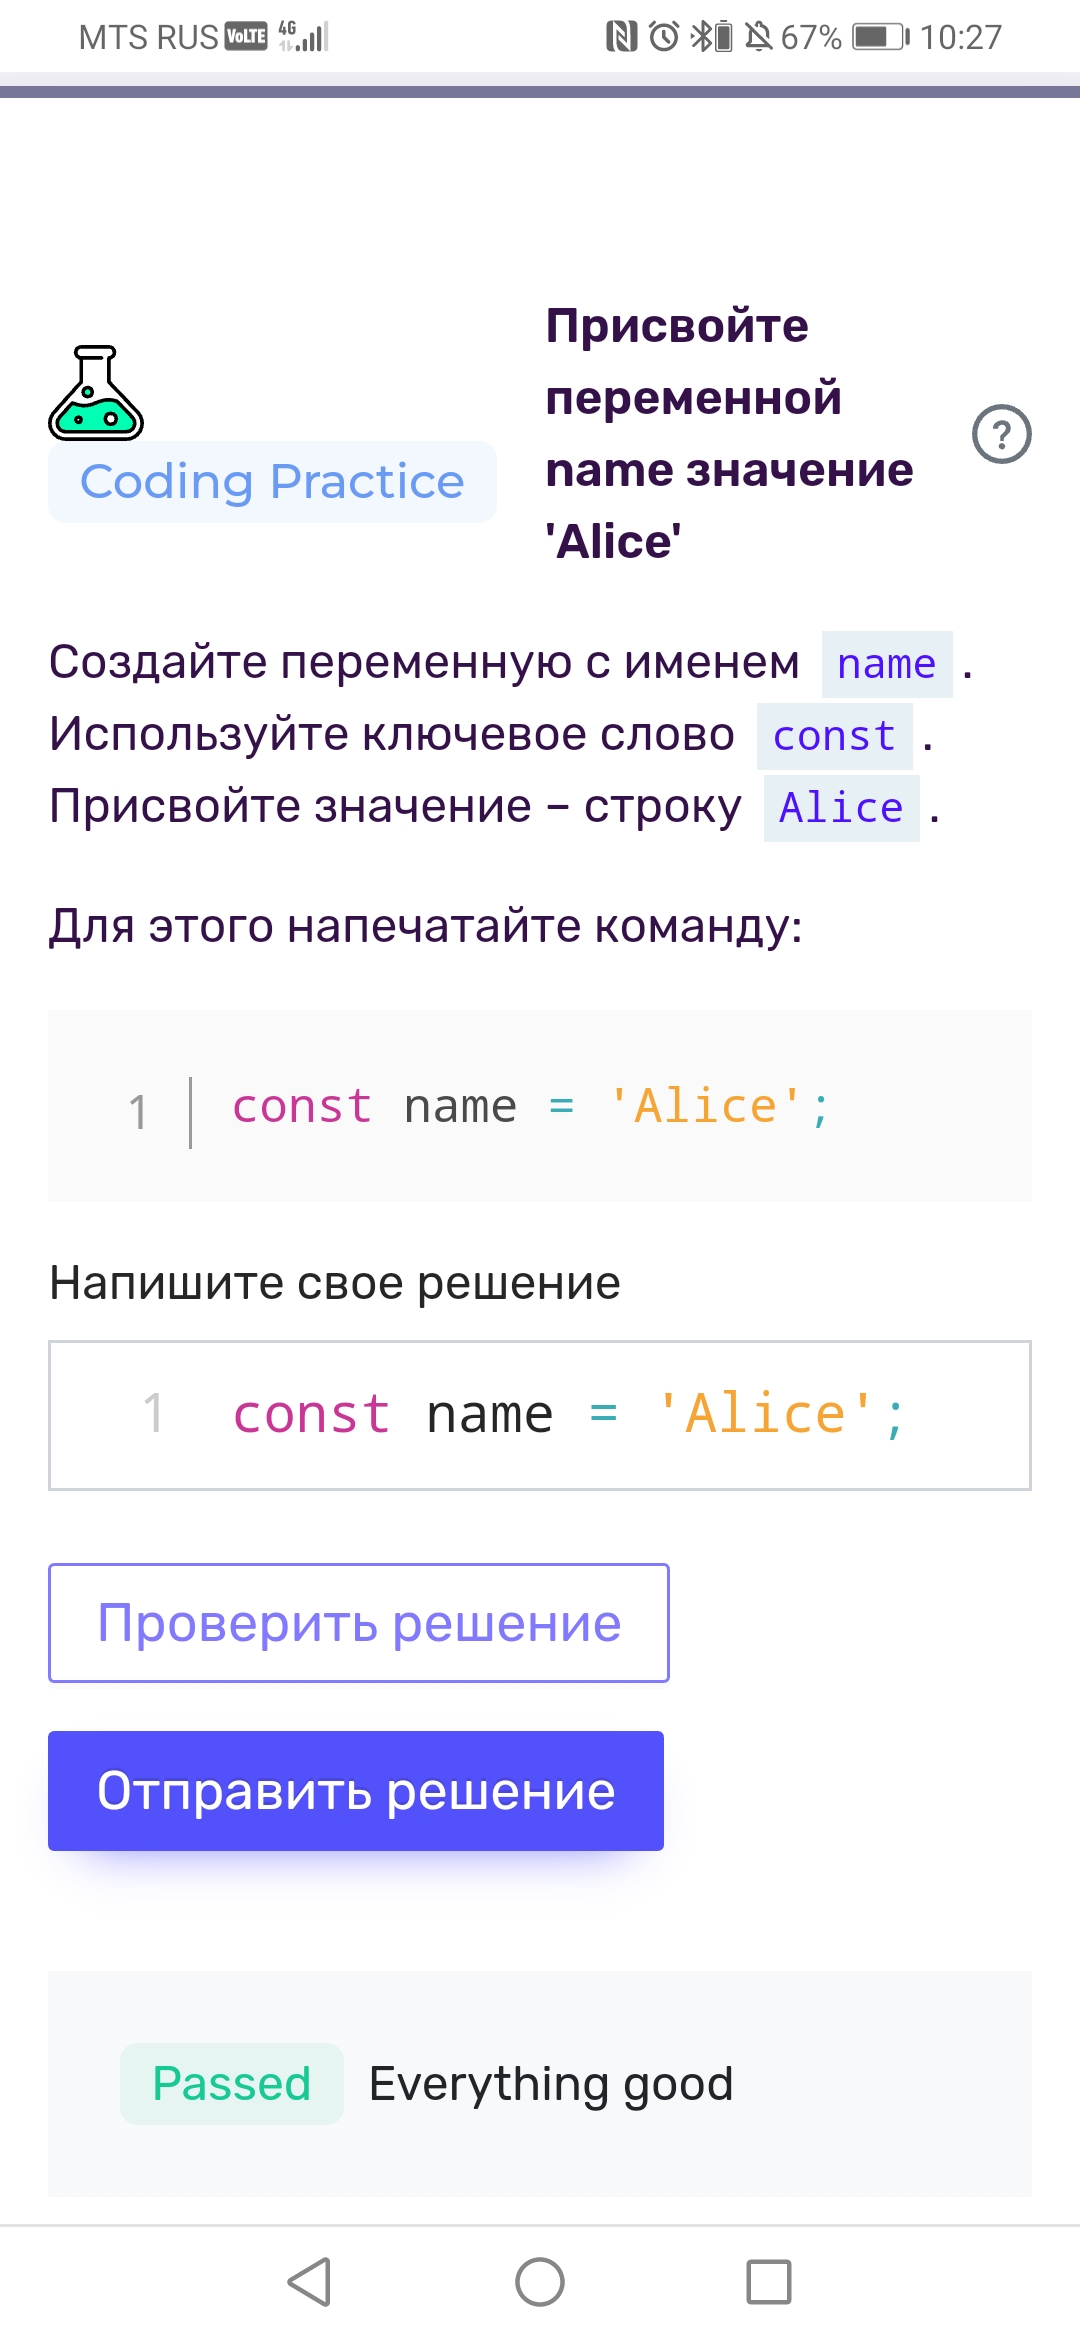 MTS RUS VoLTE 4G 67% 10:27
Coding Practice
Присвойте
переменной
name значение
'Alice'
?
Создайте переменную с именем name .
Используйте ключевое слово const .
Присвойте значение – строку Alice .
Для этого напечатайте команду:
1 const name = 'Alice';
Напишите свое решение
1 const name = 'Alice';
Проверить решение
Отправить решение
Passed Everything good